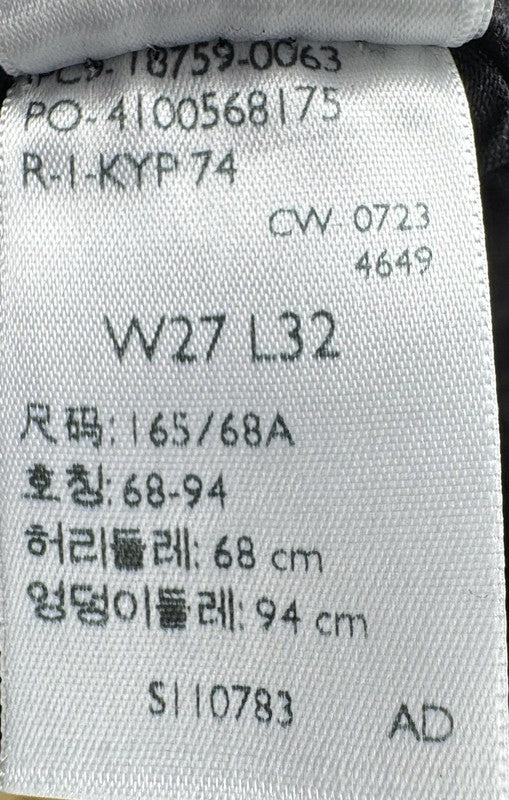 18759-0063
PO-4100568175
R-1-KYP 74
CW 0723
4649
W27 L32
尺码: 165/68A
호칭: 68-94
허리둘레: 68 cm
엉덩이둘레: 94 cm
S110783
AD